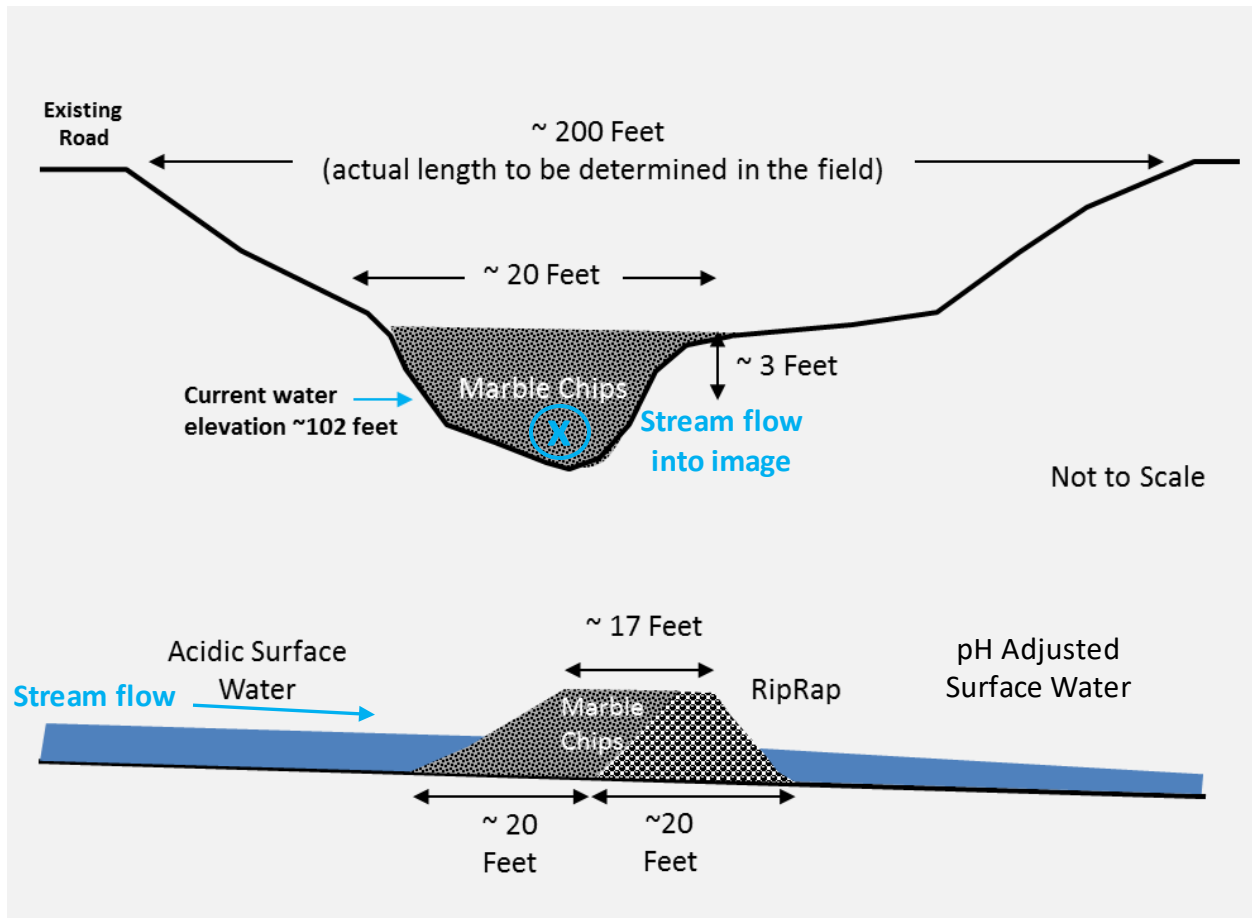 Existing
Road
~ 200 Feet
(actual length to be determined in the field)
~ 20 Feet
~ 3 Feet
Marble Chips
Current water
elevation ~102 feet
X
Stream flow
into image
Not to Scale
~ 17 Feet
Acidic Surface
Water
pH Adjusted
Surface Water
Stream flow
RipRap
Marble
Chips
~ 20
Feet
~20
Feet